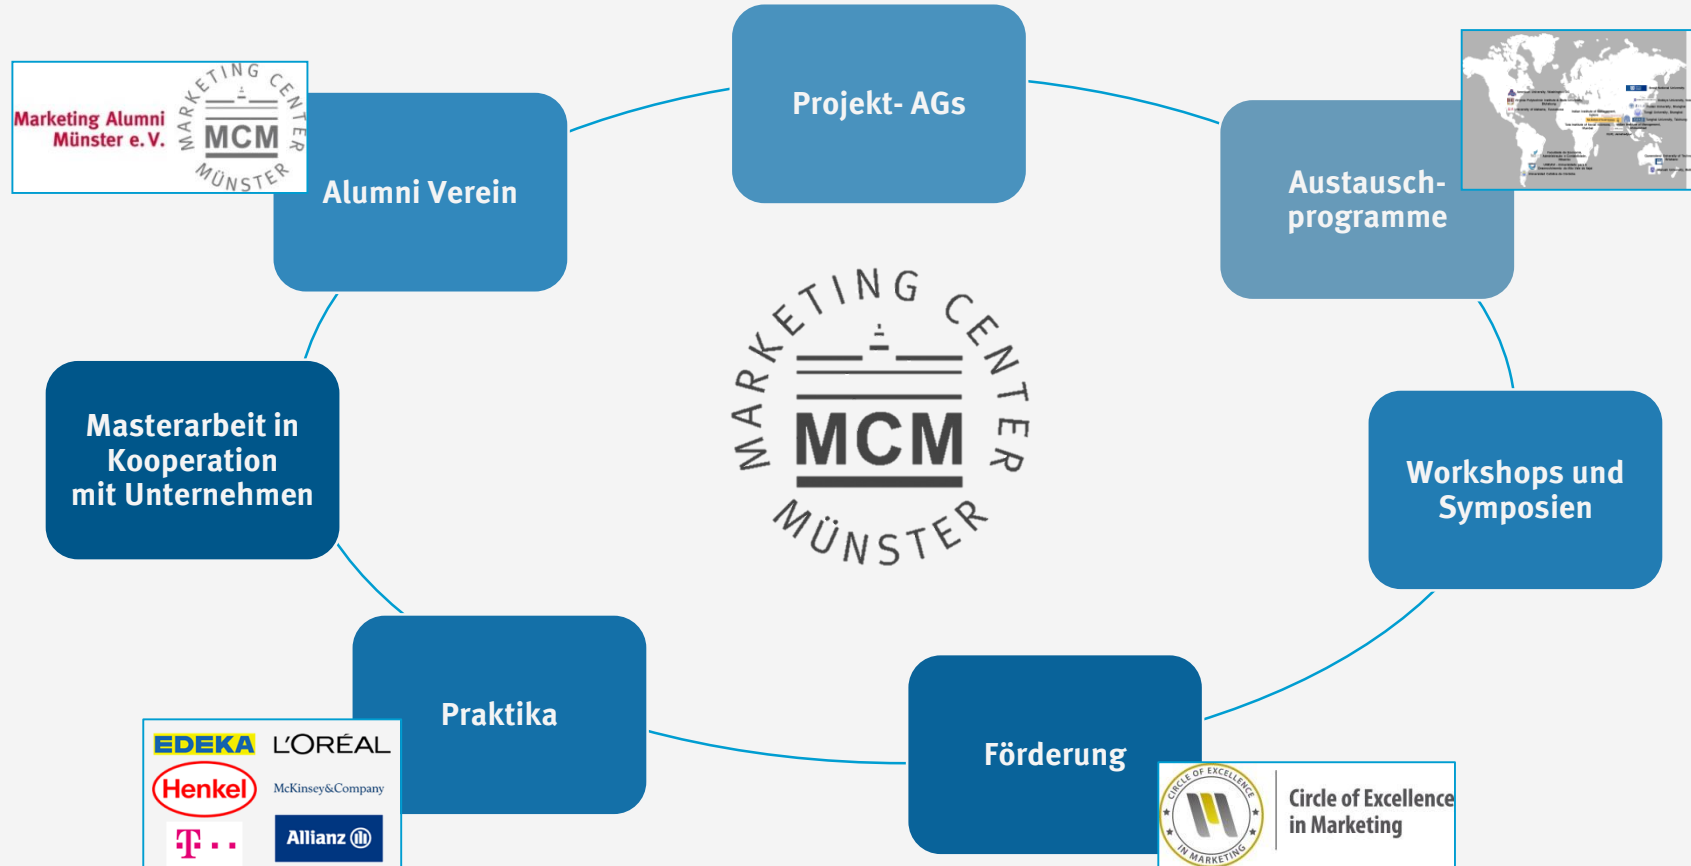 Projekt- AGs
Marketing Alumni
Münster e. V.
MARKETING CENTER
MCM
MÜNSTER
Alumni Verein
Austausch-
programme
MARKETING CENTER
MCM
MÜNSTER
Masterarbeit in
Kooperation
mit Unternehmen
Workshops und
Symposien
Praktika
EDEKA L'ORÉAL
Henkel McKinsey&Company
T Allianz
Förderung
CIRCLE OF EXCELLENCE
IN MARKETING
Circle of Excellence
in Marketing